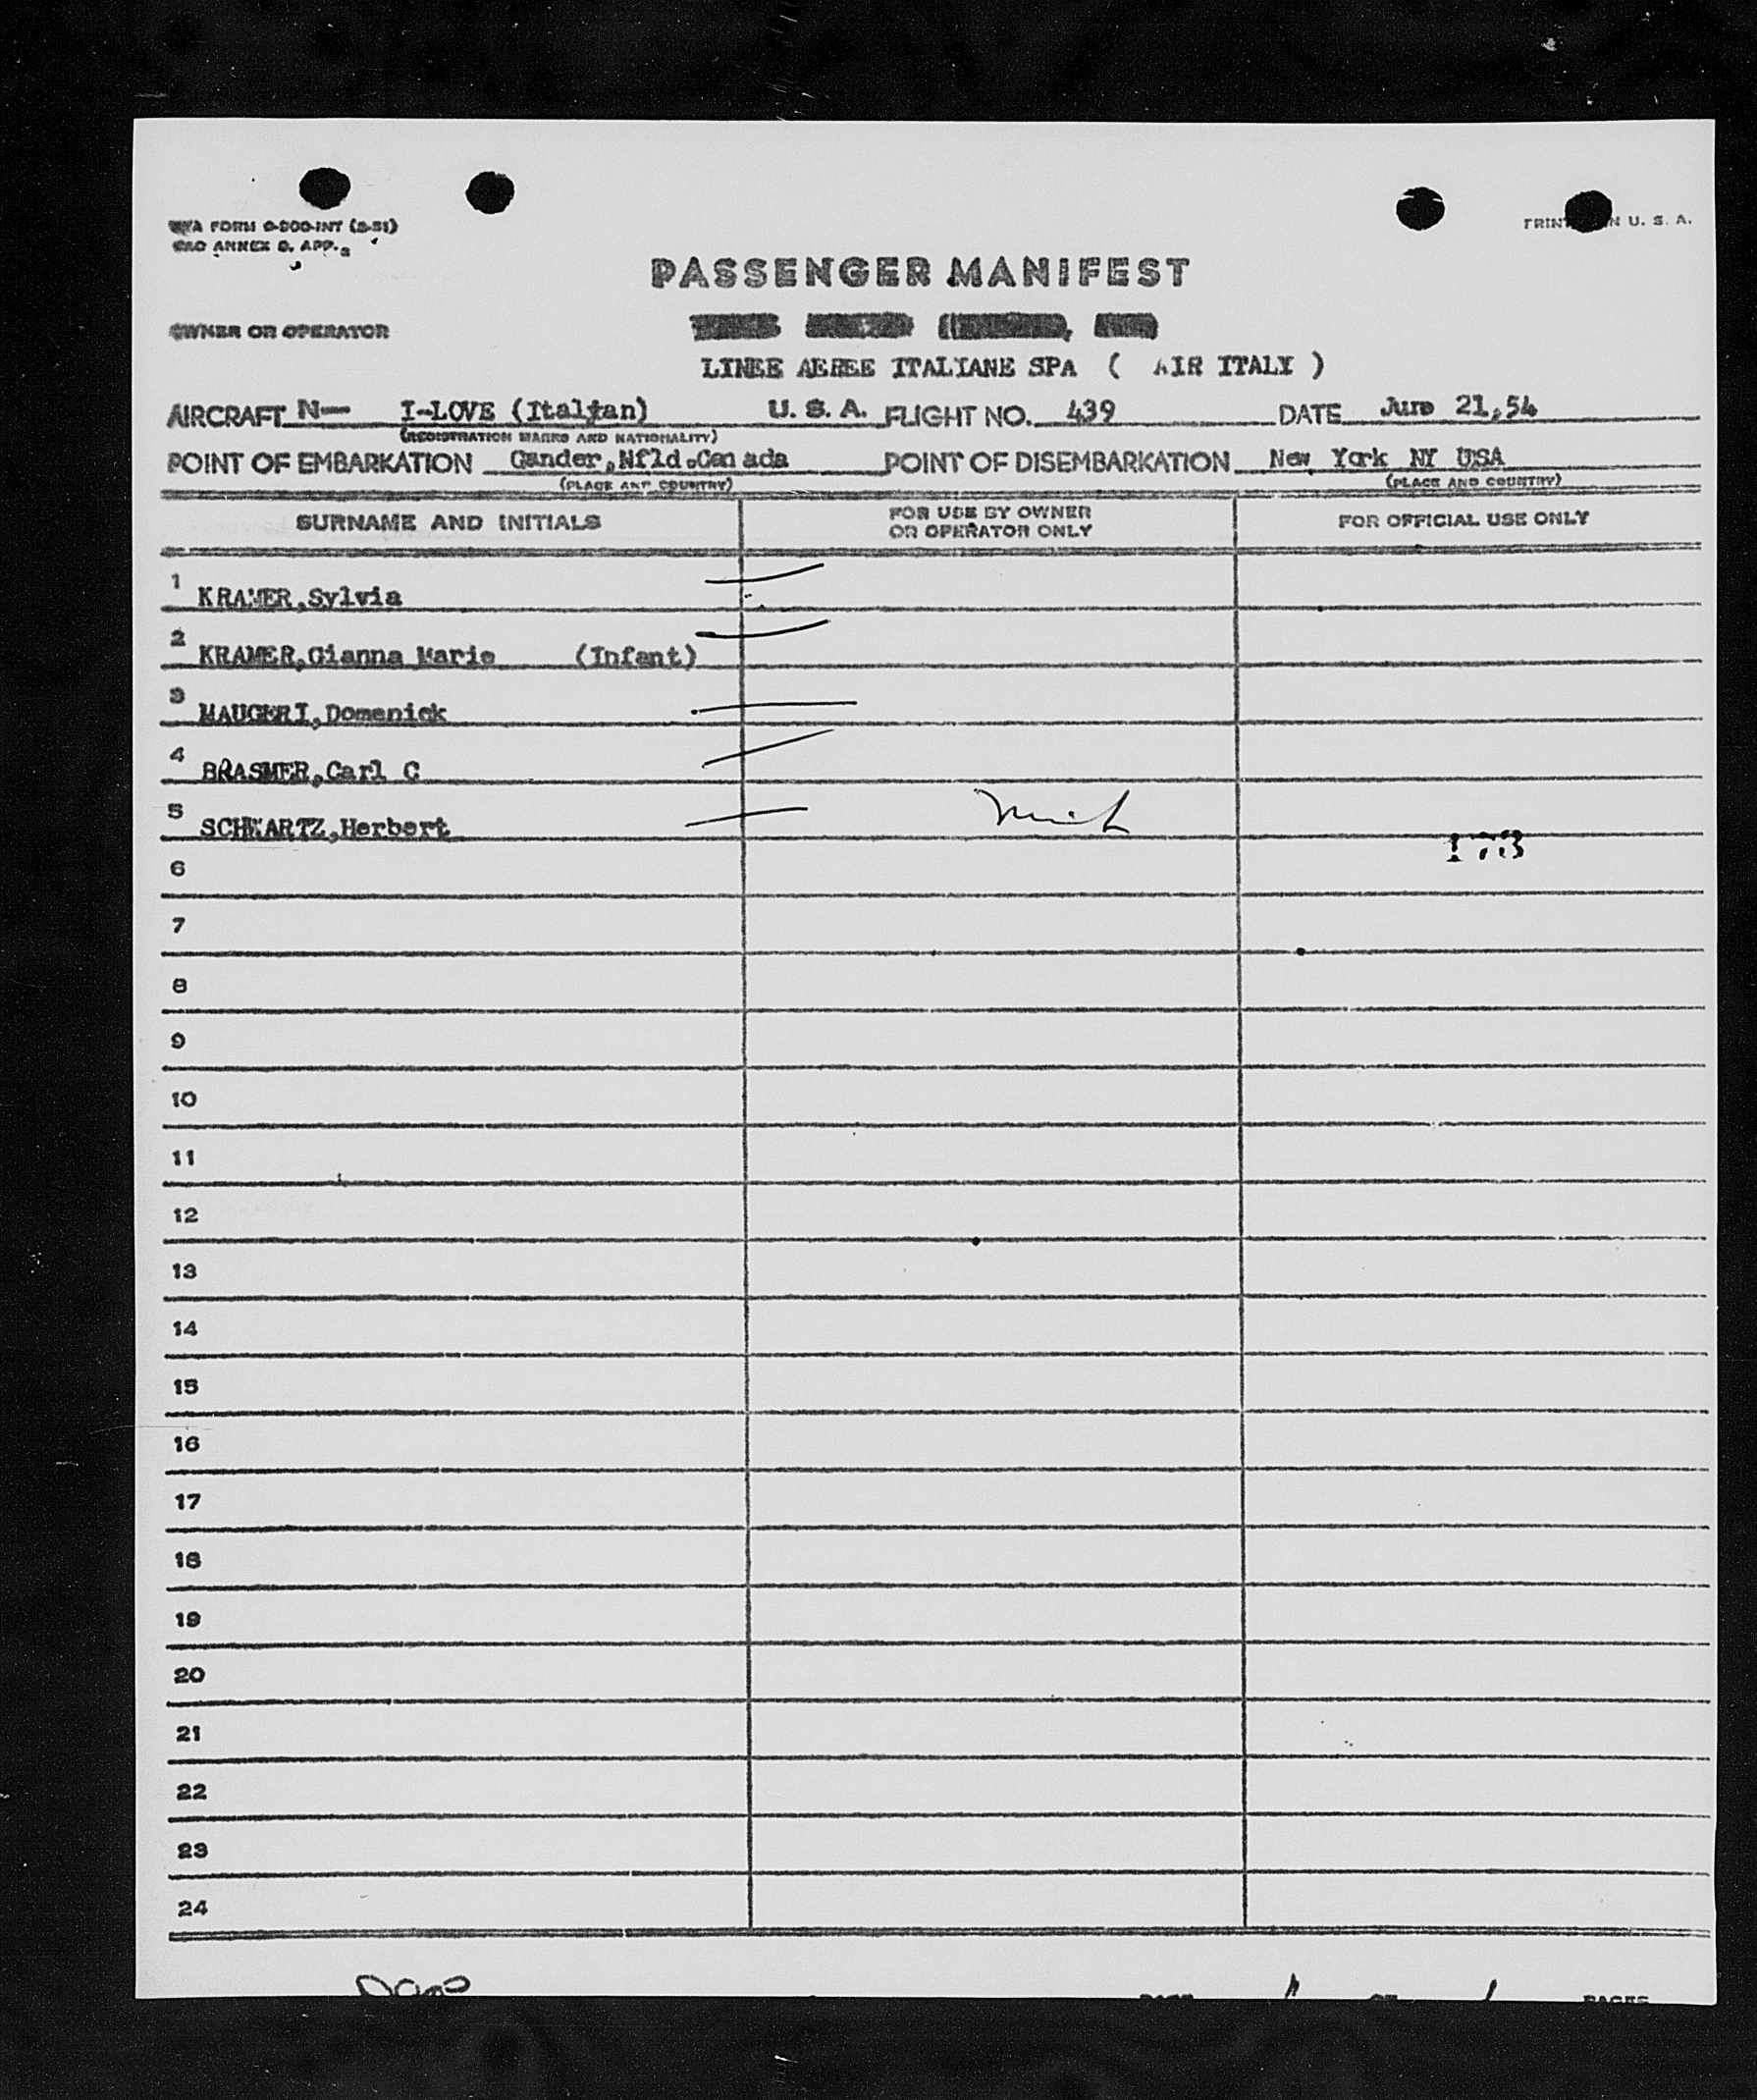 PASSENGER MANIFEST
OWNER OR OPERATOR
LINEE AEREE ITALIANE SPA ( AIR ITALY )
AIRCRAFT N— I-LOVE (Italian) U. S. A. FLIGHT NO. 439 DATE June 21,54
(REGISTRATION MARKS AND NATIONALITY)
POINT OF EMBARKATION Gander,Nfld.Canada POINT OF DISEMBARKATION New York NY USA
(PLACE AND COUNTRY) (PLACE AND COUNTRY)
SURNAME AND INITIALS FOR USE BY OWNER OR OPERATOR ONLY FOR OFFICIAL USE ONLY
1 KRAMER,Sylvia
2 KRAMER,Gianna Marie (Infant)
3 MAUGERI,Domenick
4 BRASMER,Carl C
5 SCHWARTZ,Herbert
173
6
7
8
9
10
11
12
13
14
15
16
17
18
19
20
21
22
23
24
PAGE OF PAGES